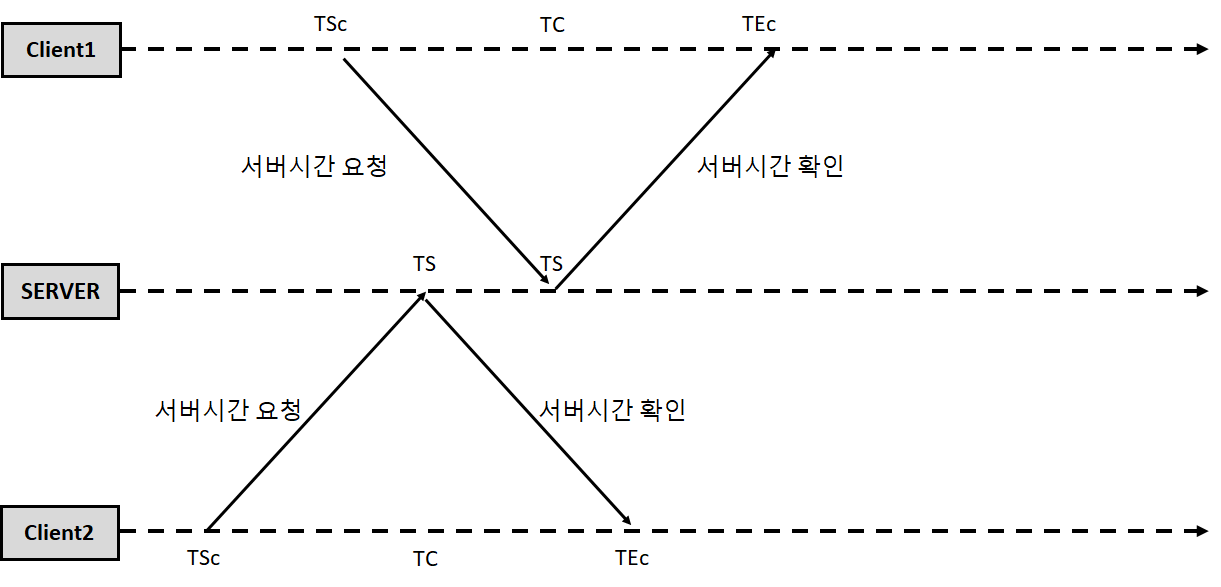 TSc TC TEc
Client1
서버시간 요청 서버시간 확인
TS TS
SERVER
서버시간 요청 서버시간 확인
Client2
TSc TC TEc